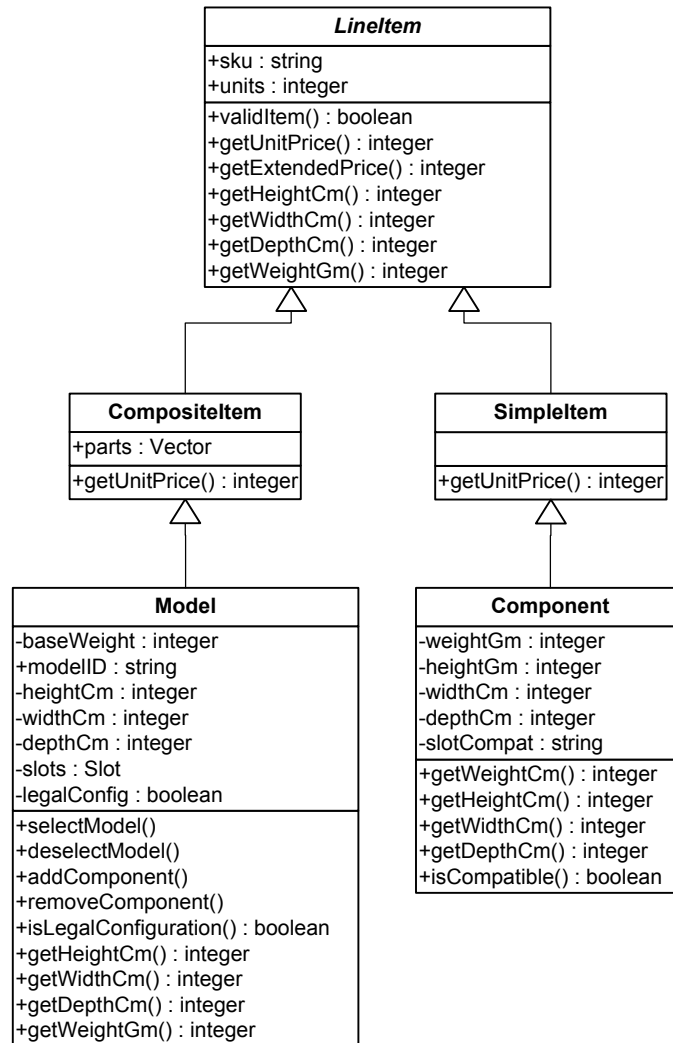 LineItem
+sku : string
+units : integer
+validItem() : boolean
+getUnitPrice() : integer
+getExtendedPrice() : integer
+getHeightCm() : integer
+getWidthCm() : integer
+getDepthCm() : integer
+getWeightGm() : integer
CompositeItem
+parts : Vector
+getUnitPrice() : integer
SimpleItem
+getUnitPrice() : integer
Model
-baseWeight : integer
+modelID : string
-heightCm : integer
-widthCm : integer
-depthCm : integer
-slots : Slot
-legalConfig : boolean
+selectModel()
+deselectModel()
+addComponent()
+removeComponent()
+isLegalConfiguration() : boolean
+getHeightCm() : integer
+getWidthCm() : integer
+getDepthCm() : integer
+getWeightGm() : integer
Component
-weightGm : integer
-heightGm : integer
-widthCm : integer
-depthCm : integer
-slotCompat : string
+getWeightCm() : integer
+getHeightCm() : integer
+getWidthCm() : integer
+getDepthCm() : integer
+isCompatible() : boolean